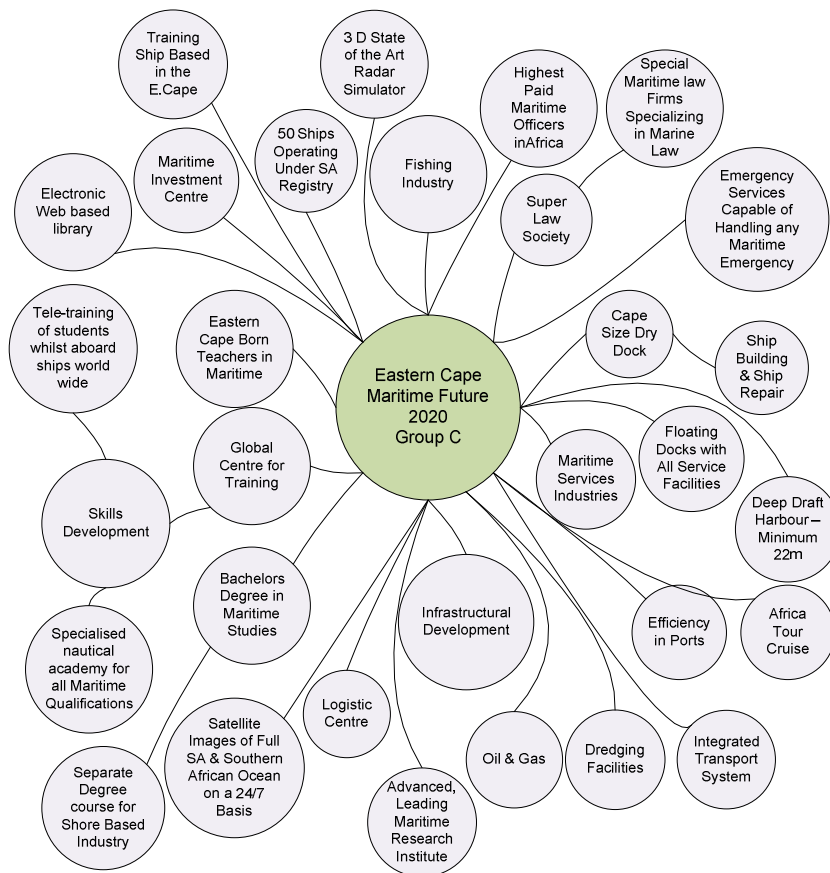 Training
Ship Based
in the
E.Cape
3 D State
of the Art
Radar
Simulator
Highest
Paid
Maritime
Officers
inAfrica
Special
Maritime law
Firms
Specializing
in Marine
Law
50 Ships
Operating
Under SA
Registry
Maritime
Investment
Centre
Fishing
Industry
Electronic
Web based
library
Super
Law
Society
Emergency
Services
Capable of
Handling any
Maritime
Emergency
Tele-training
of students
whilst aboard
ships world
wide
Eastern
Cape Born
Teachers in
Maritime
Eastern Cape
Maritime Future
2020
Group C
Cape
Size Dry
Dock
Ship
Building
& Ship
Repair
Global
Centre for
Training
Maritime
Services
Industries
Floating
Docks with
All Service
Facilities
Skills
Development
Deep Draft
Harbour–
Minimum
22m
Bachelors
Degree in
Maritime
Studies
Infrastructural
Development
Efficiency
in Ports
Africa
Tour
Cruise
Specialised
nautical
academy for
all Maritime
Qualifications
Logistic
Centre
Satellite
Images of Full
SA & Southern
African Ocean
on a 24/7
Basis
Oil & Gas
Dredging
Facilities
Integrated
Transport
System
Separate
Degree
course for
Shore Based
Industry
Advanced,
Leading
Maritime
Research
Institute